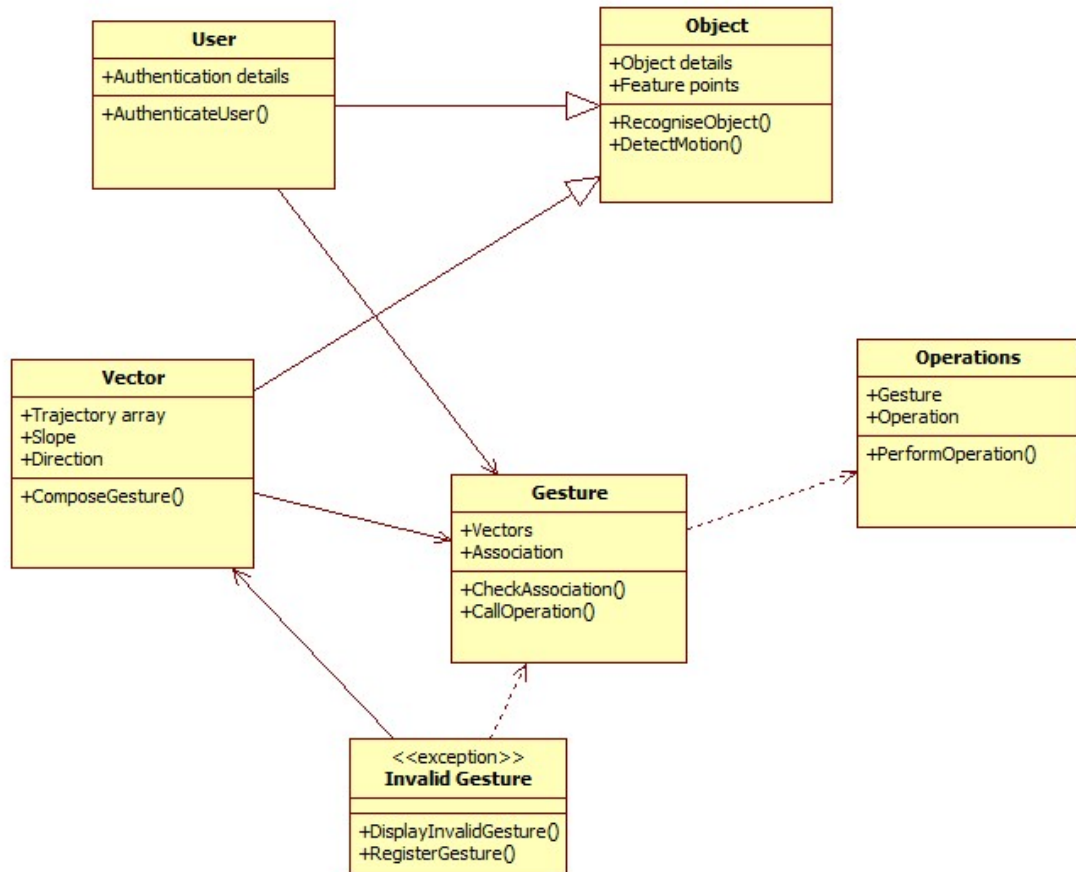 User
+Authentication details
+AuthenticateUser()
Object
+Object details
+Feature points
+RecogniseObject()
+DetectMotion()
Vector
+Trajectory array
+Slope
+Direction
+ComposeGesture()
Operations
+Gesture
+Operation
+PerformOperation()
Gesture
+Vectors
+Association
+CheckAssociation()
+CallOperation()
<<exception>>
Invalid Gesture
+DisplayInvalidGesture()
+RegisterGesture()